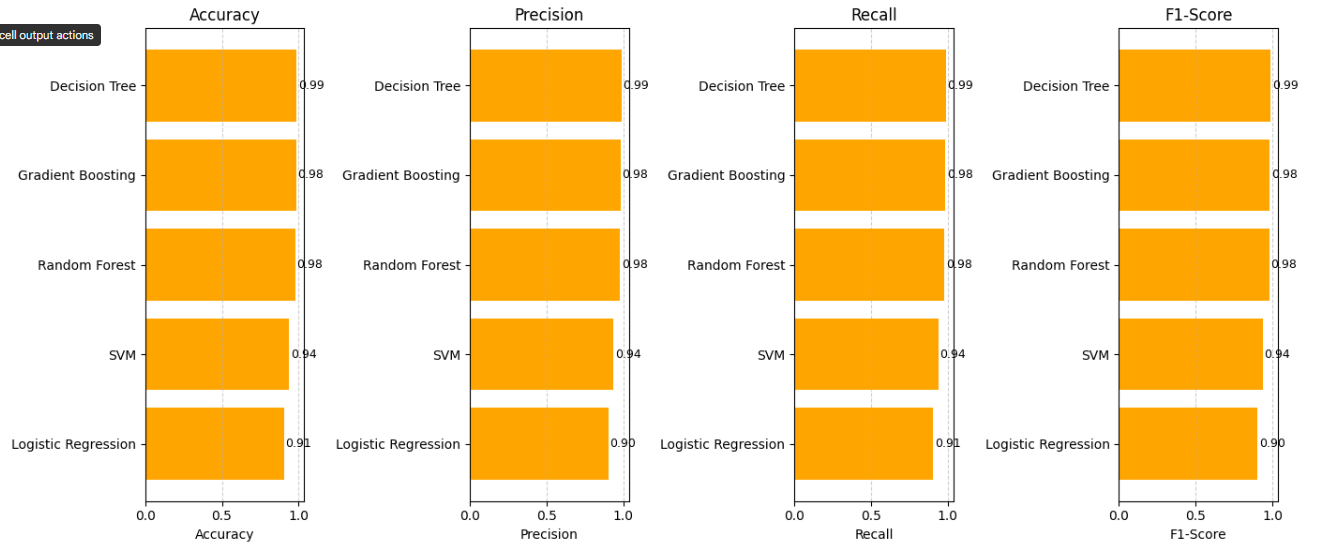 Accuracy
Precision
Recall
F1-Score
cell output actions
Decision Tree
0.99
Gradient Boosting
0.98
Random Forest
0.98
SVM
0.94
Logistic Regression
0.91
0.0 0.5 1.0
Accuracy
Decision Tree
0.99
Gradient Boosting
0.98
Random Forest
0.98
SVM
0.94
Logistic Regression
0.90
0.0 0.5 1.0
Precision
Decision Tree
0.99
Gradient Boosting
0.98
Random Forest
0.98
SVM
0.94
Logistic Regression
0.91
0.0 0.5 1.0
Recall
Decision Tree
0.99
Gradient Boosting
0.98
Random Forest
0.98
SVM
0.94
Logistic Regression
0.90
0.0 0.5 1.0
F1-Score